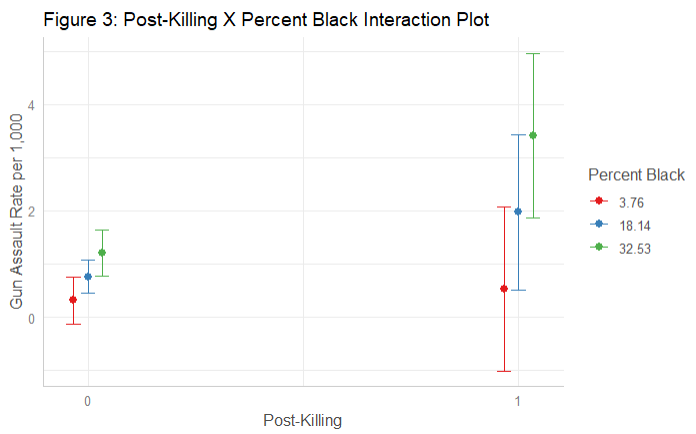 Figure 3: Post-Killing X Percent Black Interaction Plot
Gun Assault Rate per 1,000
4
2
0
0
1
Post-Killing
Percent Black
3.76
18.14
32.53